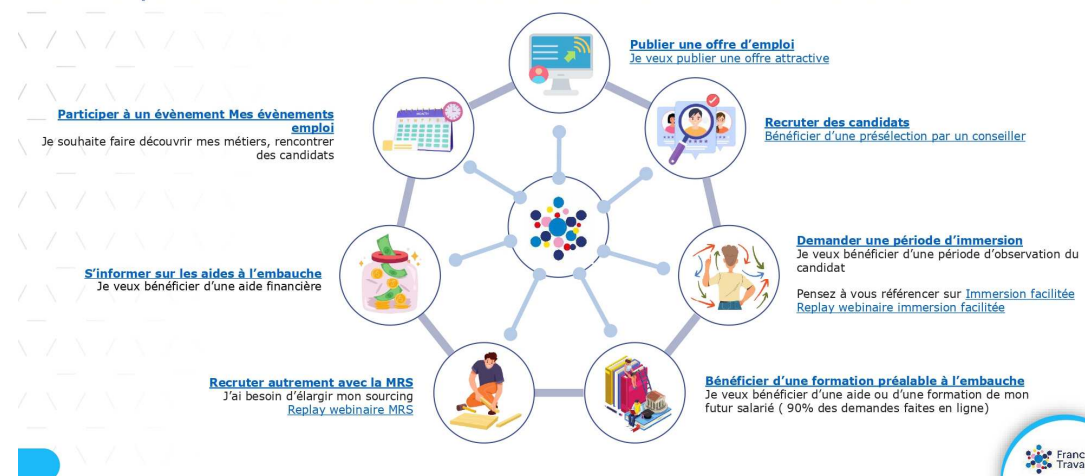 Publier une offre d'emploi
Je veux publier une offre attractive
Recruter des candidats
Bénéficier d'une présélection par un conseiller
Demander une période d'immersion
Je veux bénéficier d'une période d'observation du
candidat
Pensez à vous référencer sur Immersion facilitée
Replay webinaire immersion facilitée
Bénéficier d'une formation préalable à l'embauche
Je veux bénéficier d'une aide ou d'une formation de mon
futur salarié ( 90% des demandes faites en ligne)
Recruter autrement avec la MRS
J'ai besoin d'élargir mon sourcing
Replay webinaire MRS
S'informer sur les aides à l'embauche
Je veux bénéficier d'une aide financière
Participer à un évènement Mes évènements
emploi
Je souhaite faire découvrir mes métiers, rencontrer
des candidats
Franc
Trava